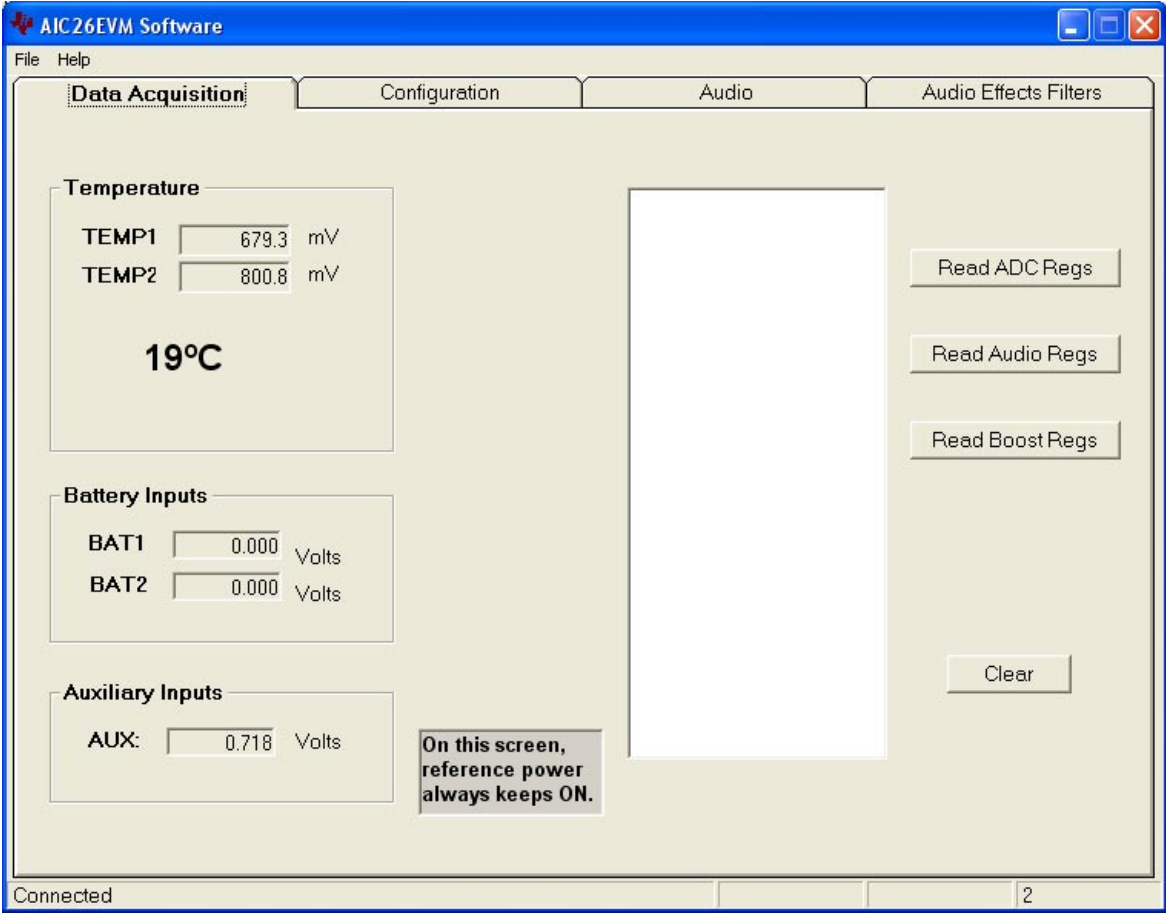 AIC26EVM Software
File Help
Data Acquisition Configuration Audio Audio Effects Filters
Temperature
TEMP1 679.3 mV
TEMP2 800.8 mV
19ºC
Read ADC Regs
Read Audio Regs
Read Boost Regs
Battery Inputs
BAT1 0.000 Volts
BAT2 0.000 Volts
Clear
Auxiliary Inputs
AUX: 0.718 Volts
On this screen,
reference power
always keeps ON.
Connected 2